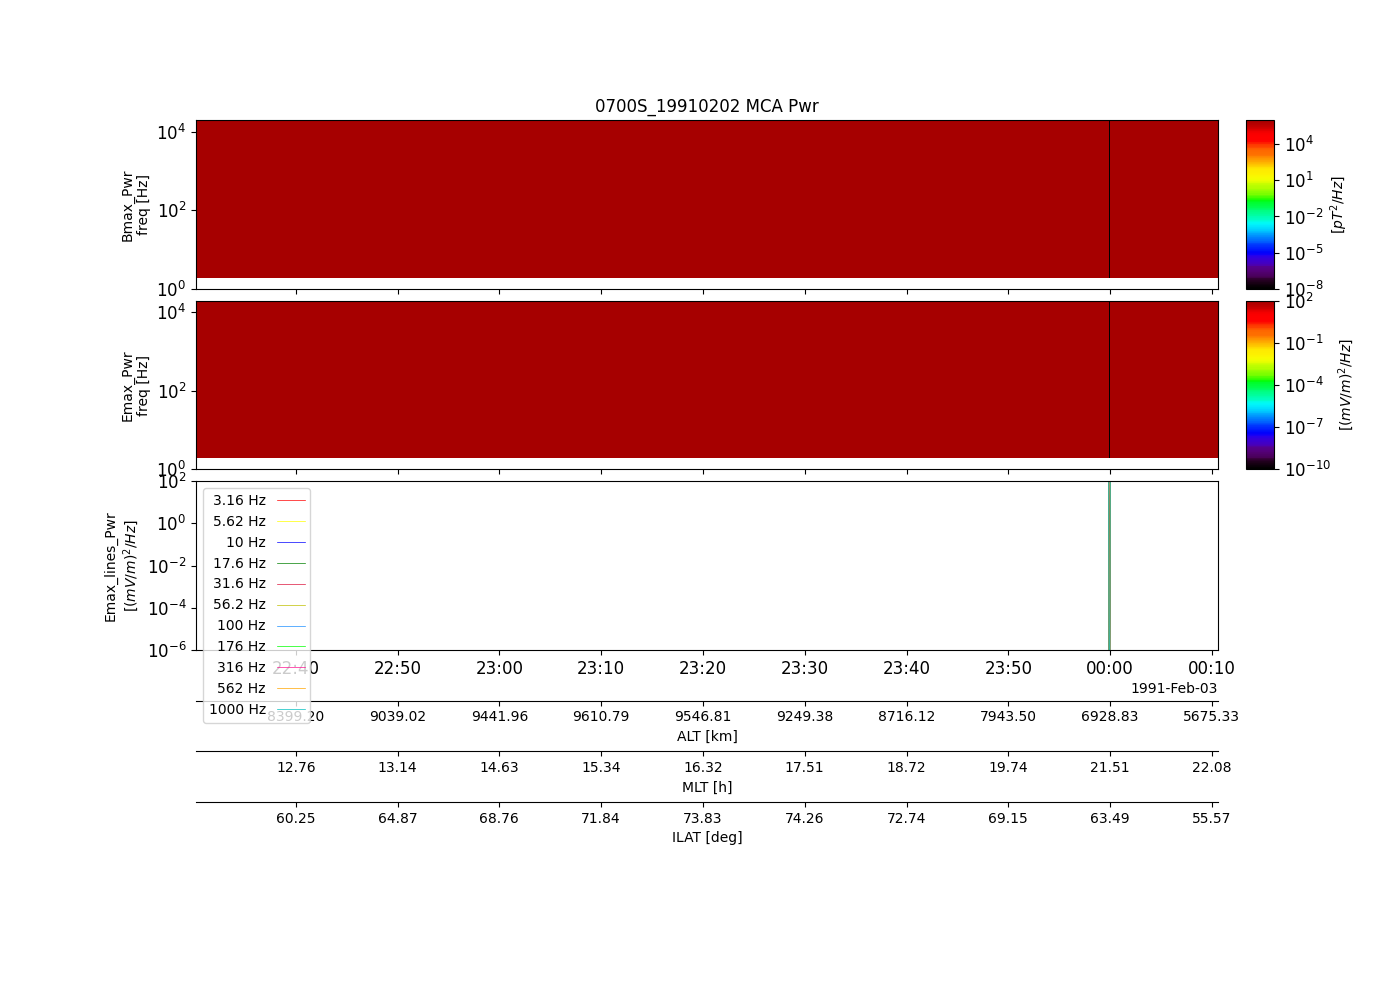 0700S_19910202 MCA Pwr
Bmax_Pwr
freq [Hz]
10^4
10^2
10^0
10^4
10^1
10^-2
10^-5
10^-8
[pT^2/Hz]
Emax_Pwr
freq [Hz]
10^4
10^2
10^0
10^2
10^-1
10^-4
10^-7
10^-10
[(mV/m)^2/Hz]
Emax_lines_Pwr
[(mV/m)^2/Hz]
10^2
10^0
10^-2
10^-4
10^-6
3.16 Hz
5.62 Hz
10 Hz
17.6 Hz
31.6 Hz
56.2 Hz
100 Hz
176 Hz
316 Hz
562 Hz
1000 Hz
22:40 22:50 23:00 23:10 23:20 23:30 23:40 23:50 00:00 00:10
1991-Feb-03
8399.20 9039.02 9441.96 9610.79 9546.81 9249.38 8716.12 7943.50 6928.83 5675.33
ALT [km]
12.76 13.14 14.63 15.34 16.32 17.51 18.72 19.74 21.51 22.08
MLT [h]
60.25 64.87 68.76 71.84 73.83 74.26 72.74 69.15 63.49 55.57
ILAT [deg]